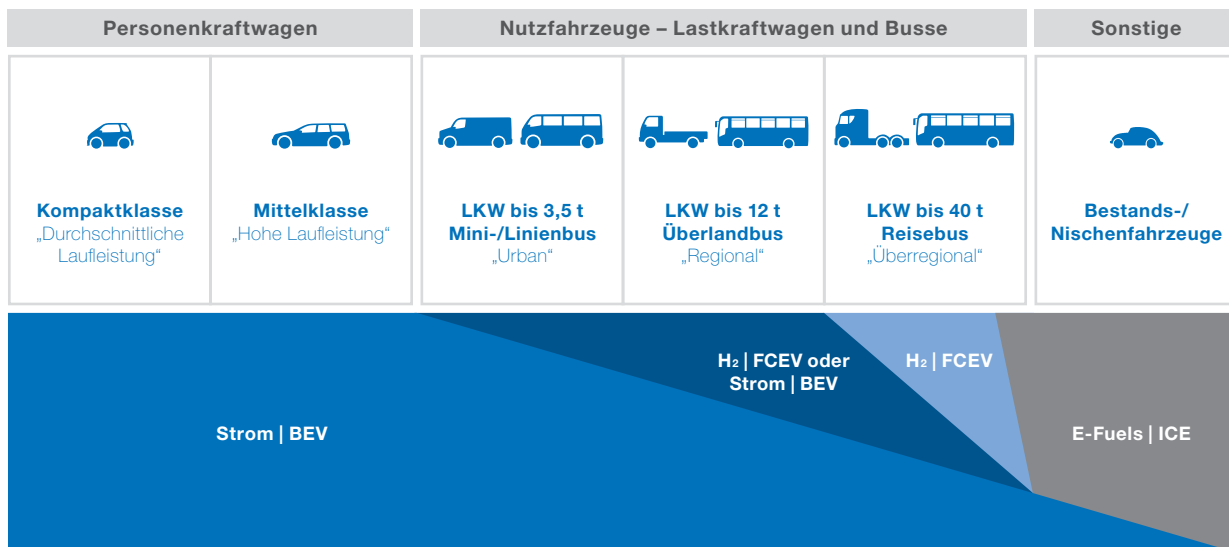 Personenkraftwagen
Nutzfahrzeuge – Lastkraftwagen und Busse
Sonstige
Kompaktklasse
„Durchschnittliche
Laufleistung“
Mittelklasse
„Hohe Laufleistung“
LKW bis 3,5 t
Mini-/Linienbus
„Urban“
LKW bis 12 t
Überlandbus
„Regional“
LKW bis 40 t
Reisebus
„Überregional“
Bestands-/
Nischenfahrzeuge
H₂ | FCEV oder
Strom | BEV
H₂ | FCEV
Strom | BEV
E-Fuels | ICE